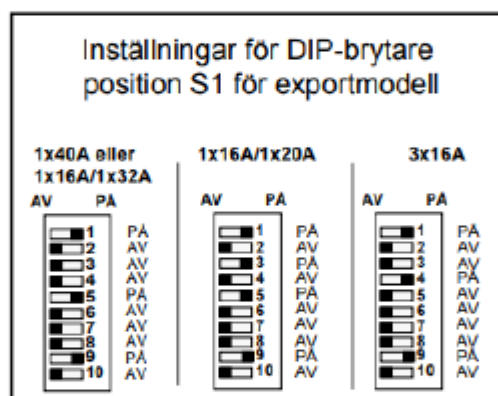 Inställningar för DIP-brytare
position S1 för exportmodell
1x40A eller
1x16A/1x32A
AV PÅ
1 PÅ
2 AV
3 AV
4 AV
5 PÅ
6 AV
7 AV
8 AV
9 PÅ
10 AV
1x16A/1x20A
AV PÅ
1 PÅ
2 AV
3 PÅ
4 AV
5 PÅ
6 AV
7 AV
8 AV
9 PÅ
10 AV
3x16A
AV PÅ
1 PÅ
2 AV
3 AV
4 PÅ
5 AV
6 AV
7 AV
8 AV
9 PÅ
10 AV